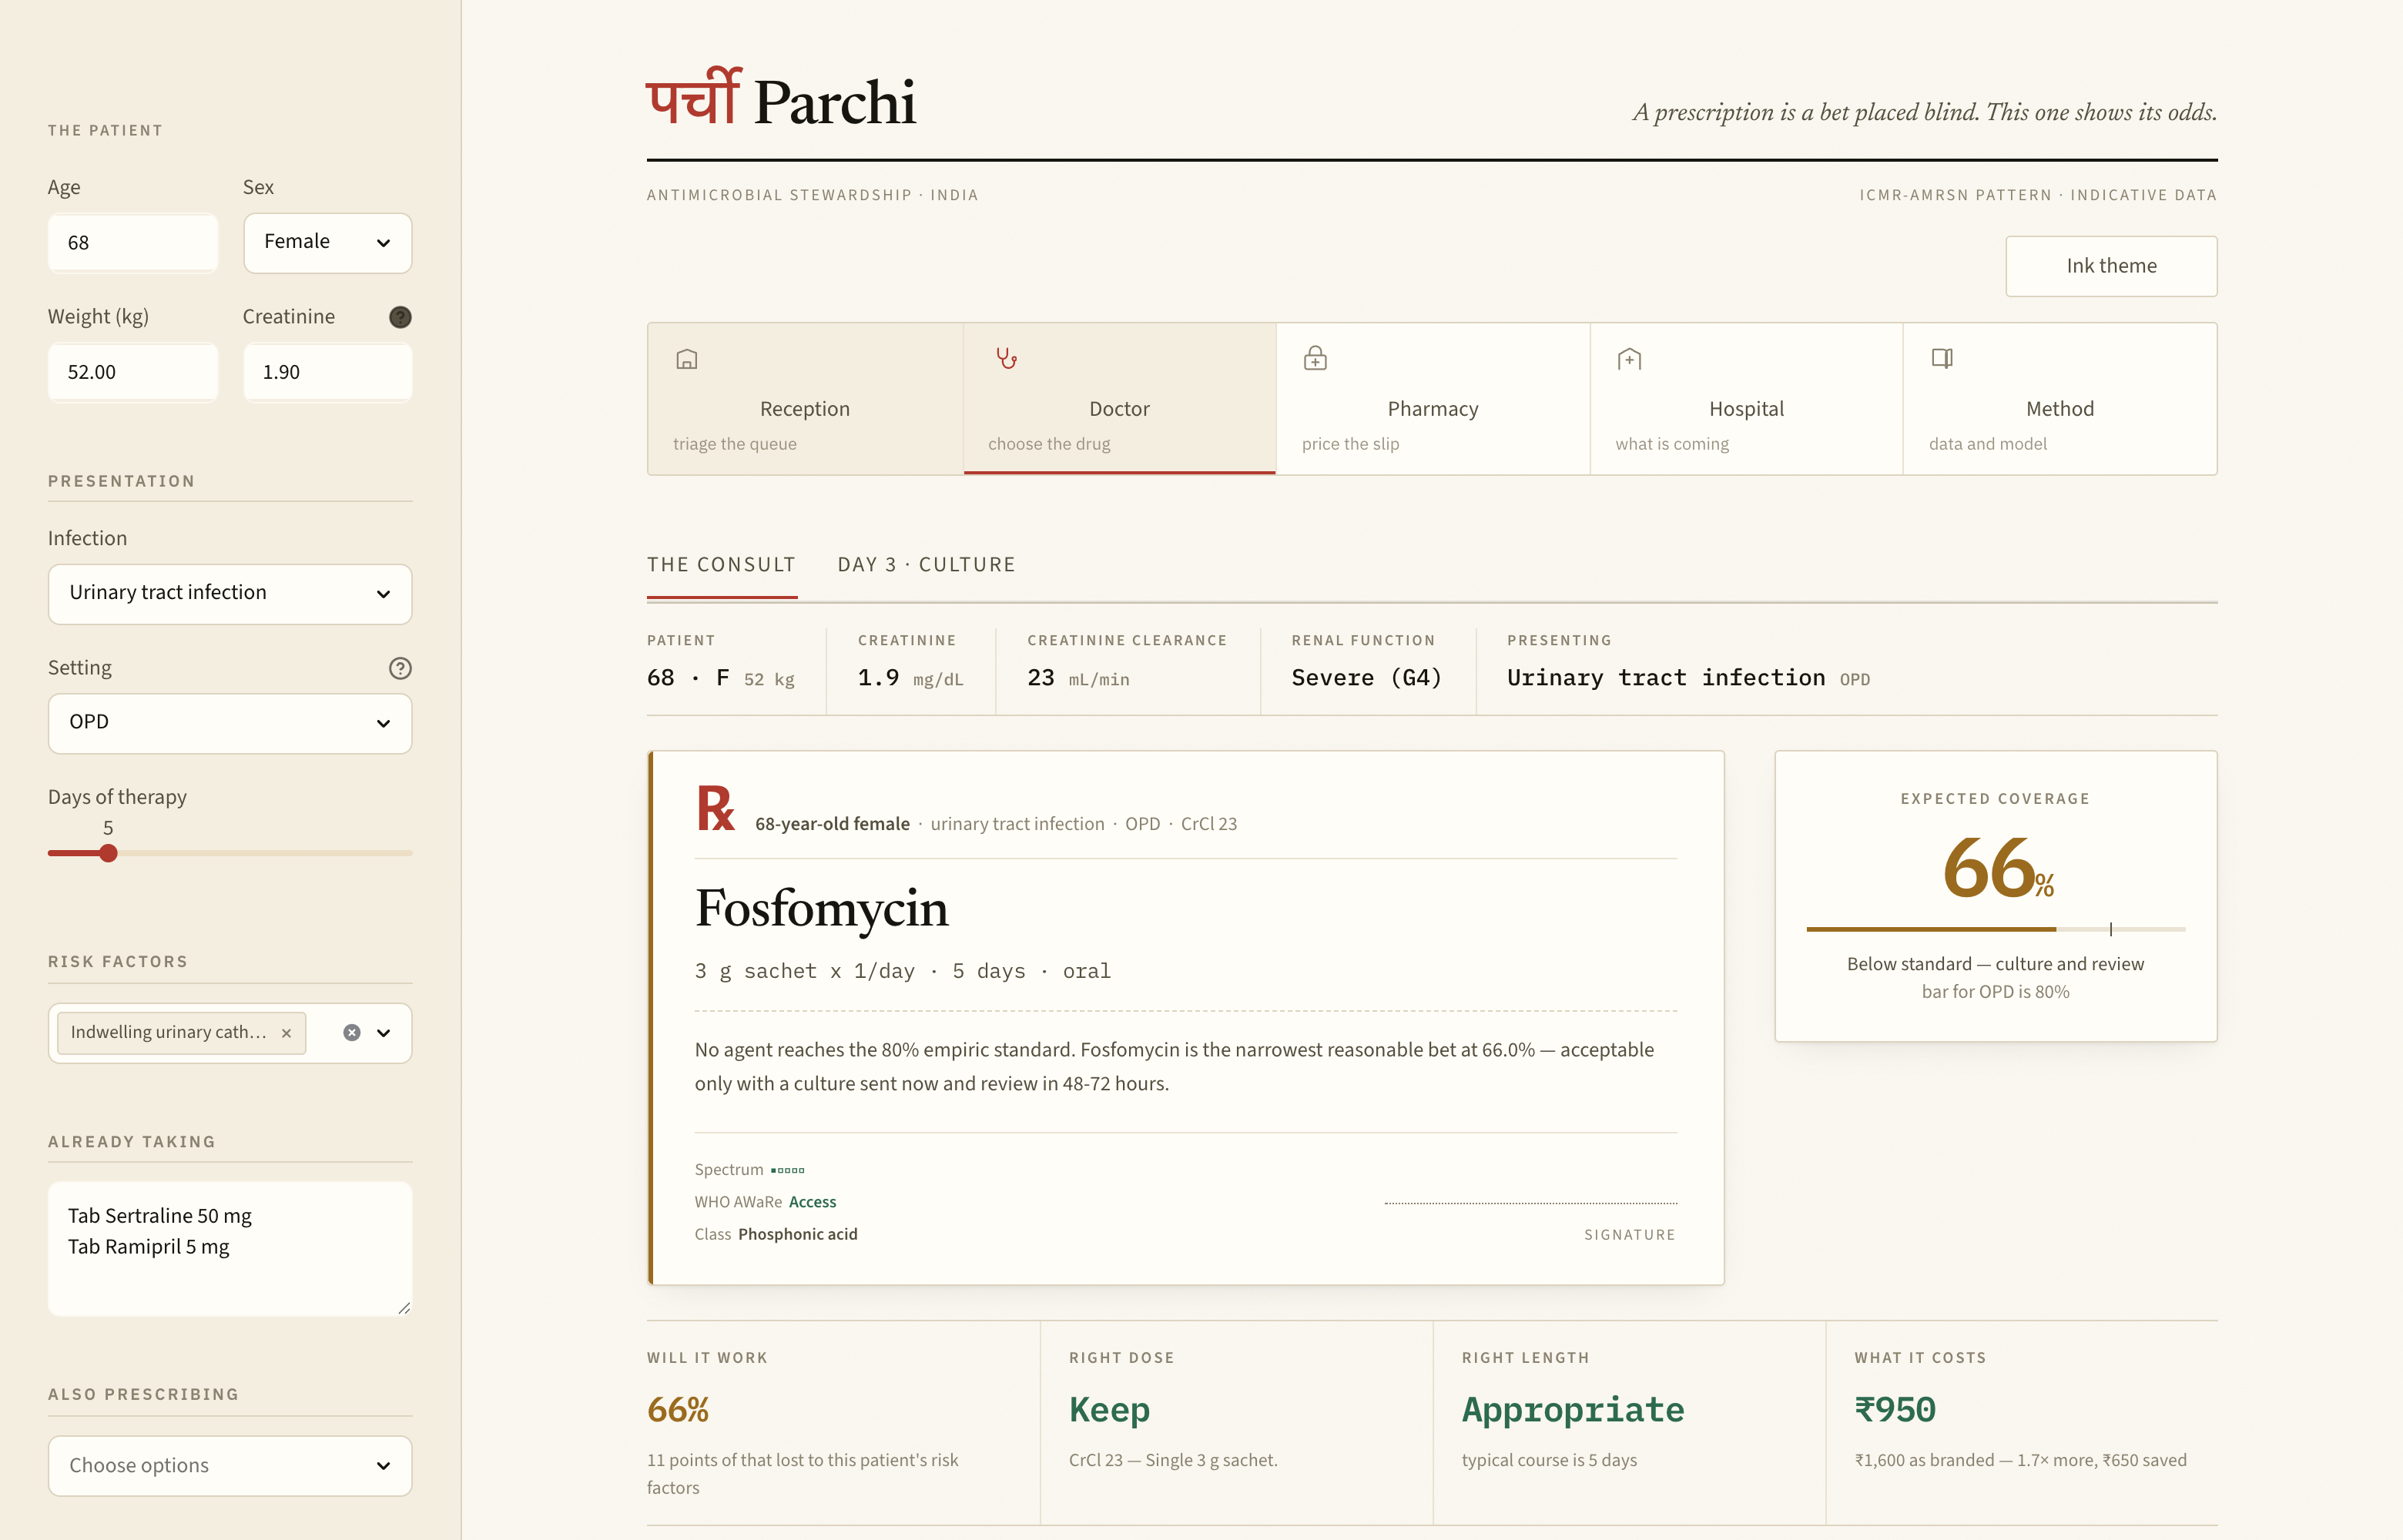 THE PATIENT
Age
Sex
68
Female
Weight (kg)
Creatinine
52.00
1.90
PRESENTATION
Infection
Urinary tract infection
Setting
OPD
Days of therapy
5
RISK FACTORS
Indwelling urinary cath…
ALREADY TAKING
Tab Sertraline 50 mg
Tab Ramipril 5 mg
ALSO PRESCRIBING
Choose options
पर्ची Parchi
A prescription is a bet placed blind. This one shows its odds.
ANTIMICROBIAL STEWARDSHIP · INDIA
ICMR-AMRSN PATTERN · INDICATIVE DATA
Ink theme
Reception
triage the queue
Doctor
choose the drug
Pharmacy
price the slip
Hospital
what is coming
Method
data and model
THE CONSULT
DAY 3 · CULTURE
PATIENT
68 · F 52 kg
CREATININE
1.9 mg/dL
CREATININE CLEARANCE
23 mL/min
RENAL FUNCTION
Severe (G4)
PRESENTING
Urinary tract infection OPD
℞ 68-year-old female · urinary tract infection · OPD · CrCl 23
Fosfomycin
3 g sachet x 1/day · 5 days · oral
No agent reaches the 80% empiric standard. Fosfomycin is the narrowest reasonable bet at 66.0% — acceptable
only with a culture sent now and review in 48-72 hours.
Spectrum
WHO AWaRe Access
Class Phosphonic acid
SIGNATURE
EXPECTED COVERAGE
66%
Below standard — culture and review
bar for OPD is 80%
WILL IT WORK
66%
11 points of that lost to this patient's risk
factors
RIGHT DOSE
Keep
CrCl 23 — Single 3 g sachet.
RIGHT LENGTH
Appropriate
typical course is 5 days
WHAT IT COSTS
₹950
₹1,600 as branded — 1.7× more, ₹650 saved